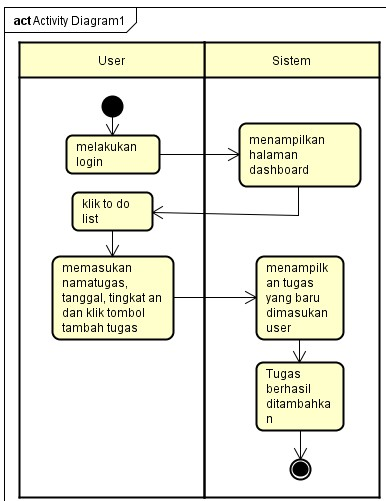 act Activity Diagram1
User
Sistem
melakukan
login
menampilkan
halaman
dashboard
klik to do
list
memasukan
namatugas,
tanggal, tingkat an
dan klik tombol
tambah tugas
menampilk
an tugas
yang baru
dimasukan
user
Tugas
berhasil
ditambahka
n